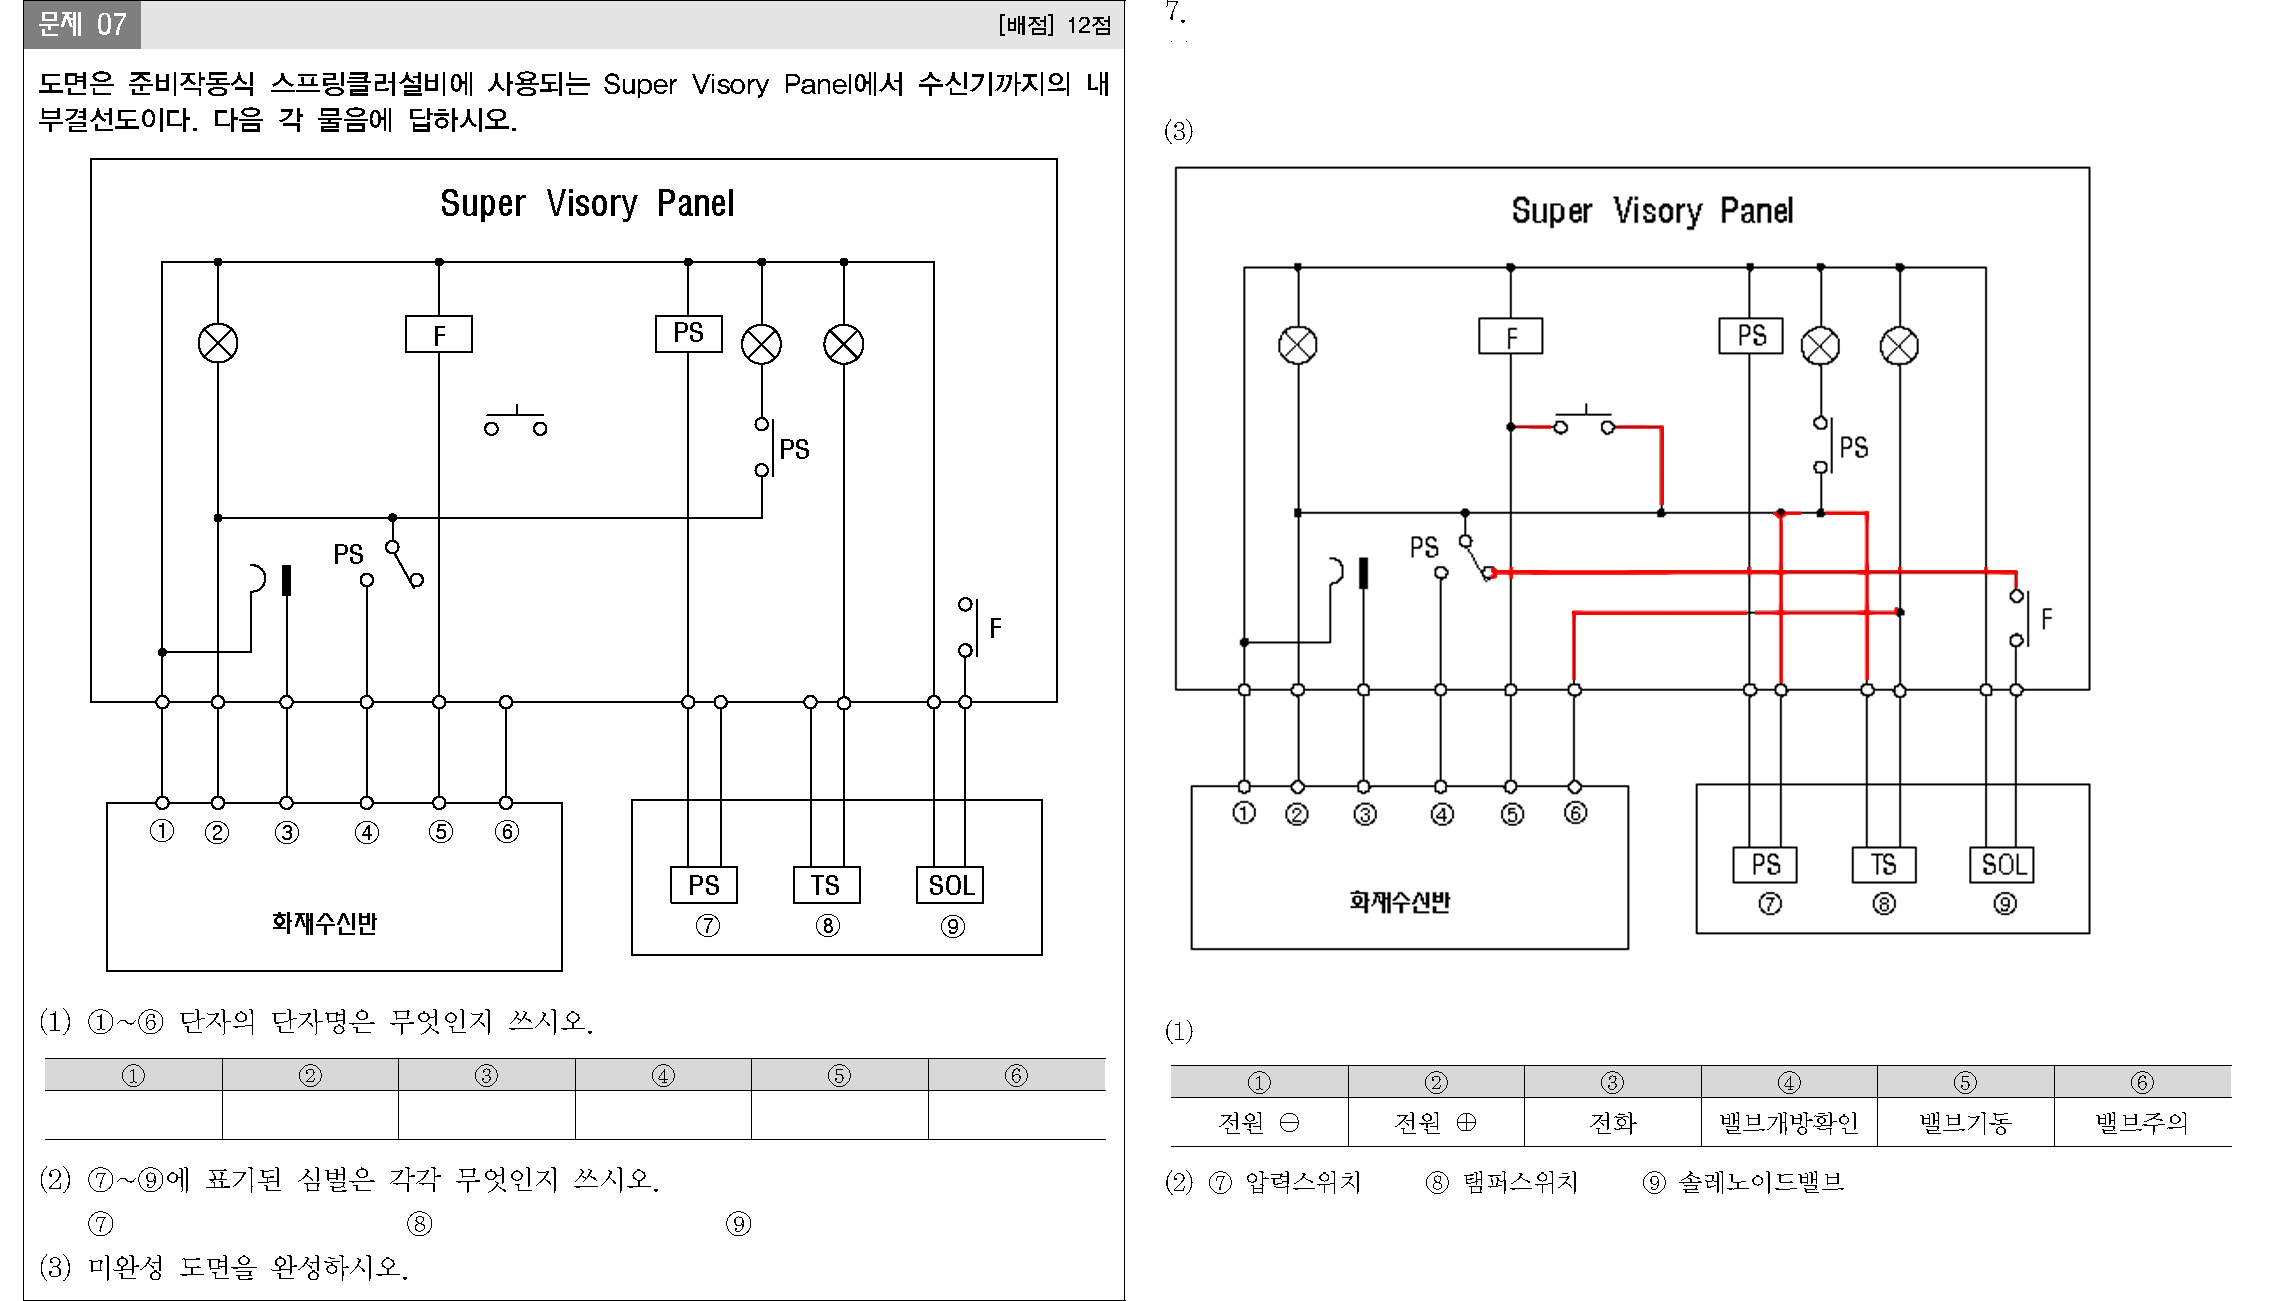 문제 07
[배점] 12점
도면은 준비작동식 스프링클러설비에 사용되는 Super Visory Panel에서 수신기까지의 내
부결선도이다. 다음 각 물음에 답하시오.
Super Visory Panel
F
PS
PS
PS
F
① ② ③ ④ ⑤ ⑥
화재수신반
PS TS SOL
⑦ ⑧ ⑨
(1) ①~⑥ 단자의 단자명은 무엇인지 쓰시오.
① ② ③ ④ ⑤ ⑥
(2) ⑦~⑨에 표기된 심벌은 각각 무엇인지 쓰시오.
⑦ ⑧ ⑨
(3) 미완성 도면을 완성하시오.
7.
(3)
Super Visory Panel
F
PS
PS
PS
F
① ② ③ ④ ⑤ ⑥
화재수신반
PS TS SOL
⑦ ⑧ ⑨
(1)
① ② ③ ④ ⑤ ⑥
전원 ⊖ 전원 ⊕ 전화 밸브개방확인 밸브기동 밸브주의
(2) ⑦ 압력스위치 ⑧ 탬퍼스위치 ⑨ 솔레노이드밸브